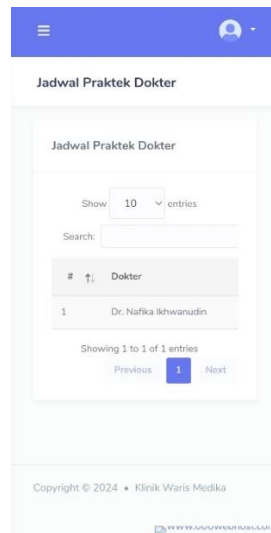 Jadwal Praktek Dokter
Jadwal Praktek Dokter
Show 10 entries
Search:
# Dokter
1 Dr. Nafika Ikhwanudin
Showing 1 to 1 of 1 entries
Previous 1 Next
Copyright © 2024 • Klinik Waris Medika